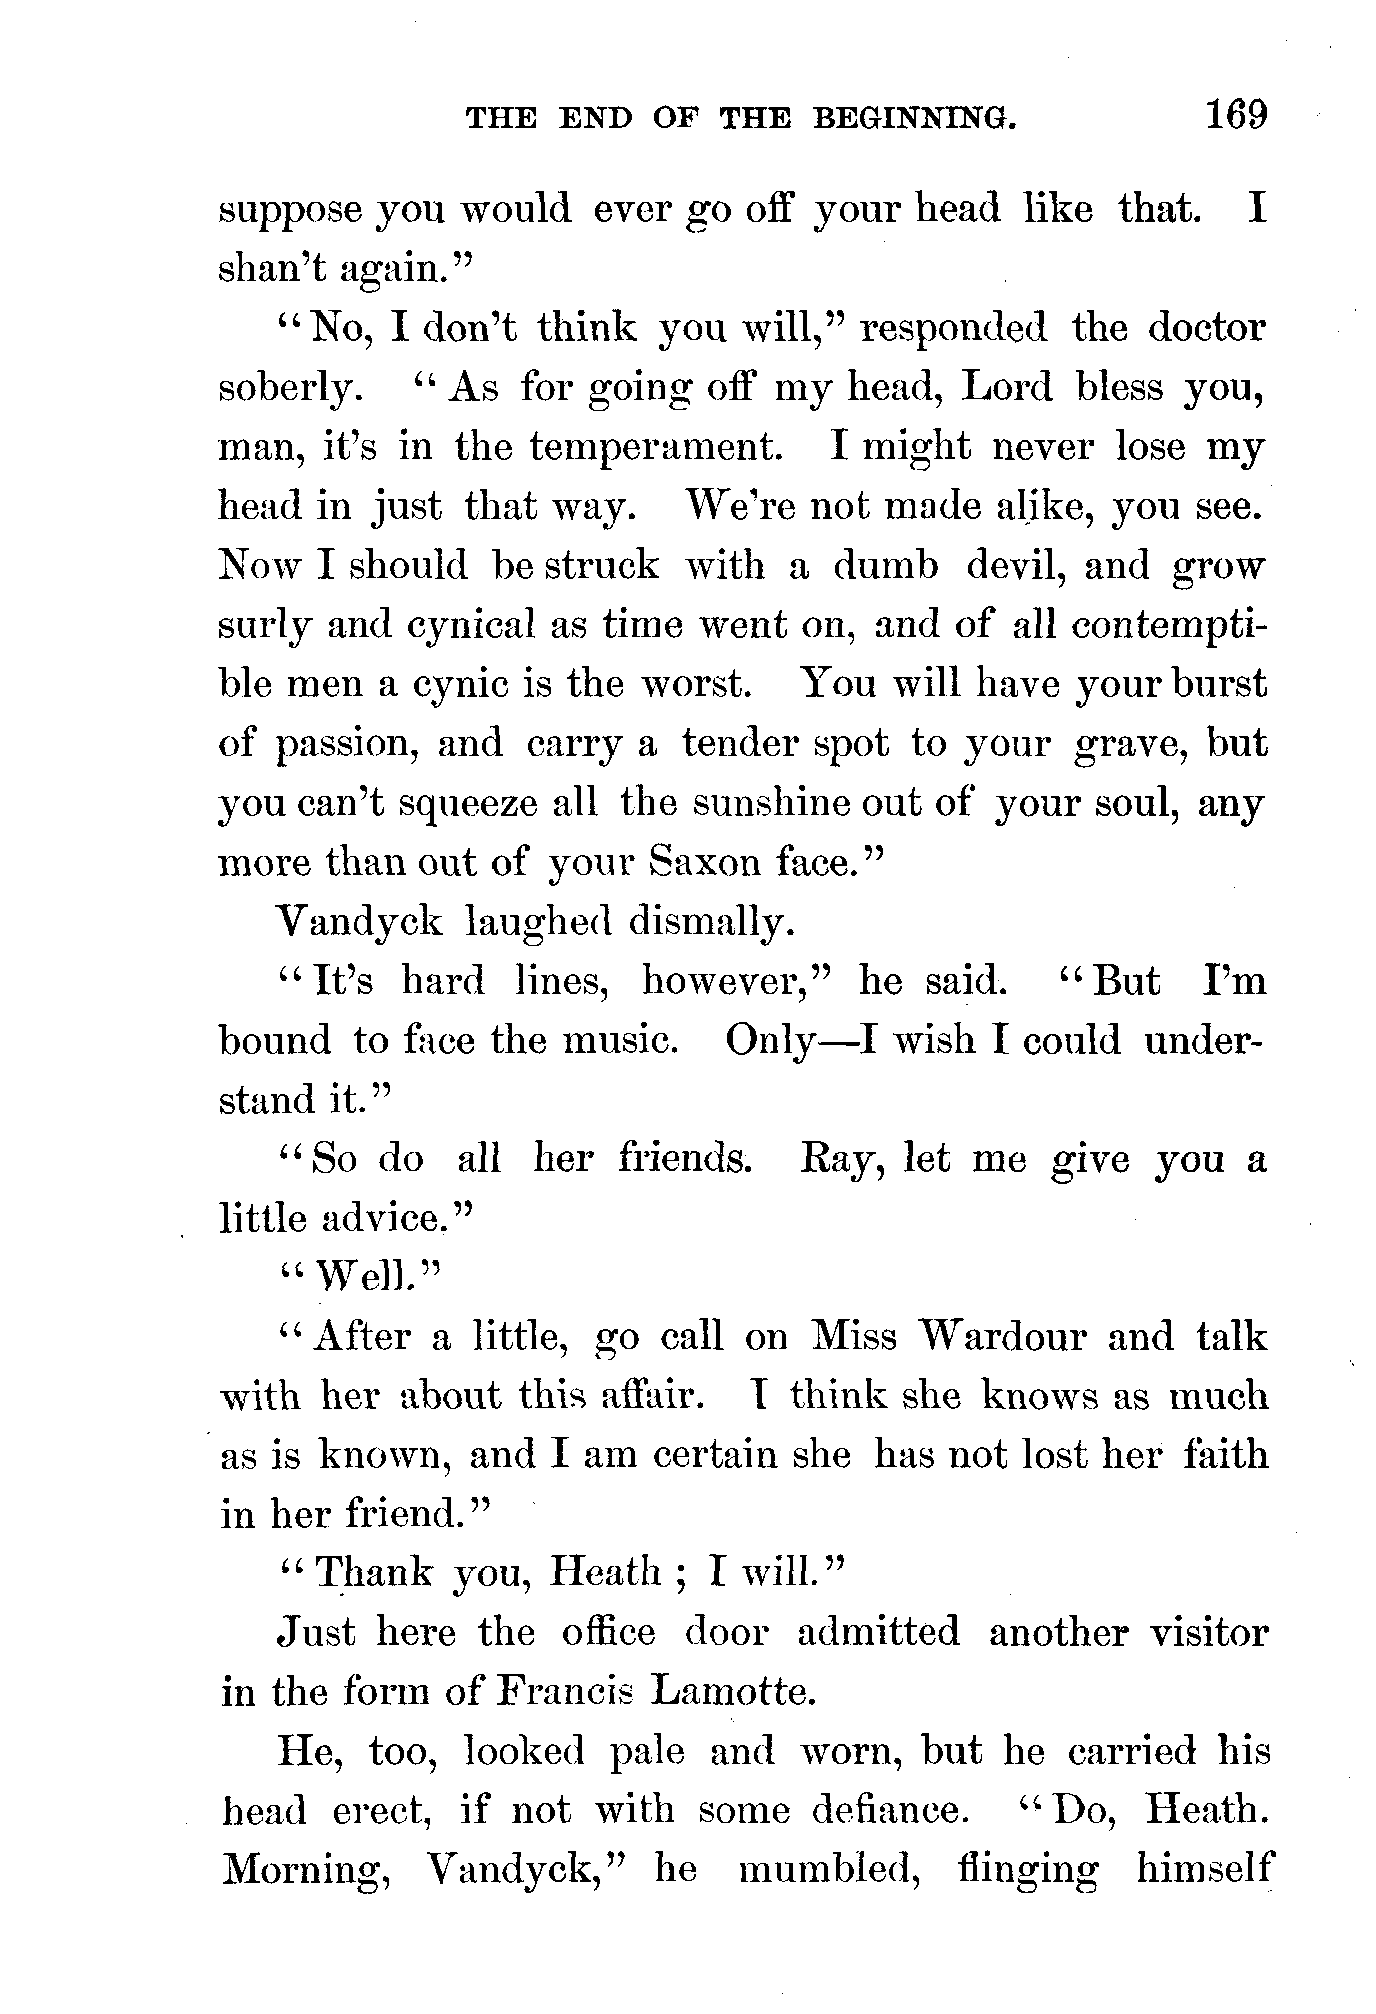 THE END OF THE BEGINNING. 169
suppose you would ever go off your head like that. I
shan't again."
"No, I don't think you will," responded the doctor
soberly. "As for going off my head, Lord bless you,
man, it's in the temperament. I might never lose my
head in just that way. We're not made alike, you see.
Now I should be struck with a dumb devil, and grow
surly and cynical as time went on, and of all contempti-
ble men a cynic is the worst. You will have your burst
of passion, and carry a tender spot to your grave, but
you can't squeeze all the sunshine out of your soul, any
more than out of your Saxon face."
Vandyck laughed dismally.
"It's hard lines, however," he said. "But I'm
bound to face the music. Only—I wish I could under-
stand it."
"So do all her friends. Ray, let me give you a
little advice."
"Well."
"After a little, go call on Miss Wardour and talk
with her about this affair. I think she knows as much
as is known, and I am certain she has not lost her faith
in her friend."
"Thank you, Heath ; I will."
Just here the office door admitted another visitor
in the form of Francis Lamotte.
He, too, looked pale and worn, but he carried his
head erect, if not with some defiance. "Do, Heath.
Morning, Vandyck," he mumbled, flinging himself